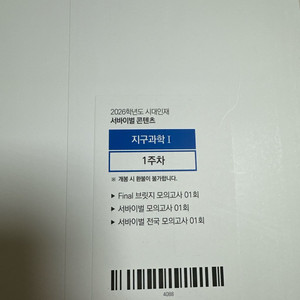 2026학년도 시대인재
서바이벌 콘텐츠
지구과학 I
1주차
※ 개봉 시 환불이 불가합니다.
▶ Final 브릿지 모의고사 01회
▶ 서바이벌 모의고사 01회
▶ 서바이벌 전국 모의고사 01회